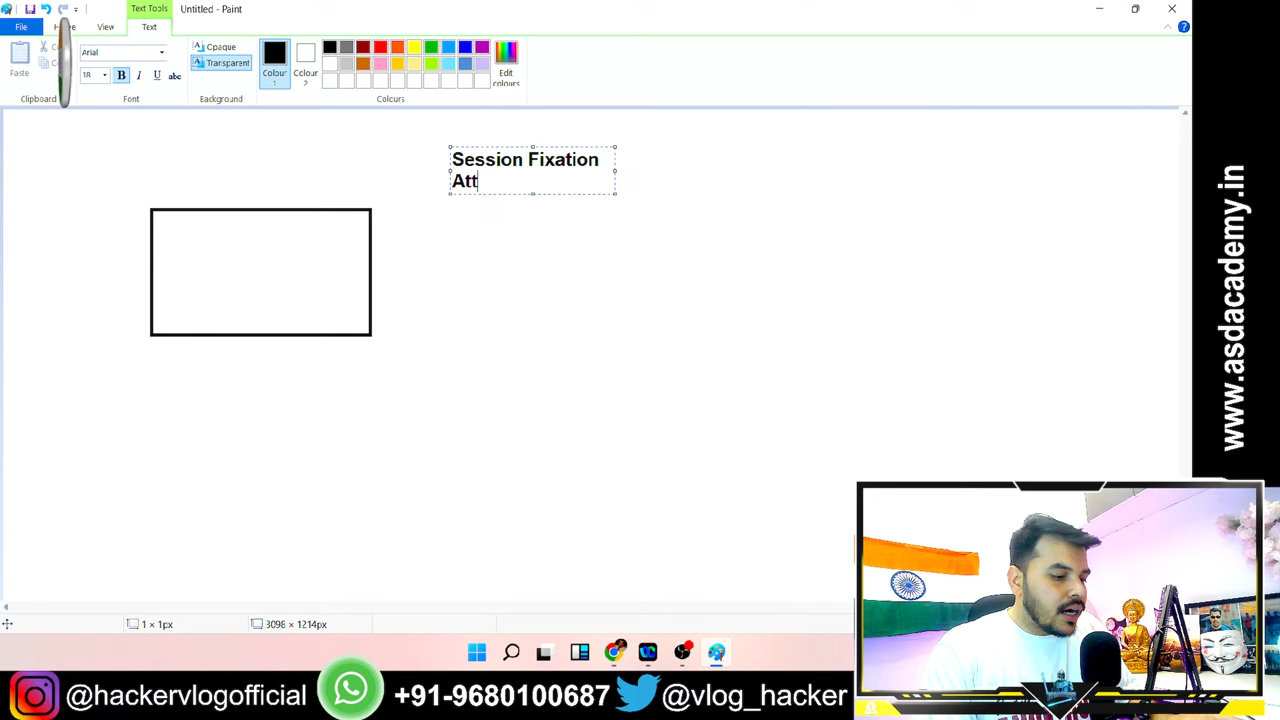 Text Tools
Untitled - Paint
File
View
Text
Paste
Clipboard
Arial
18
B
I
U
abc
Font
Opaque
Transparent
Background
Colour
1
Colour
2
Edit
colours
Colours
Session Fixation
Att
1 × 1px
3098 × 1214px
www.asdacademy.in
@hackervlogofficial
+91-9680100687
@vlog_hacker